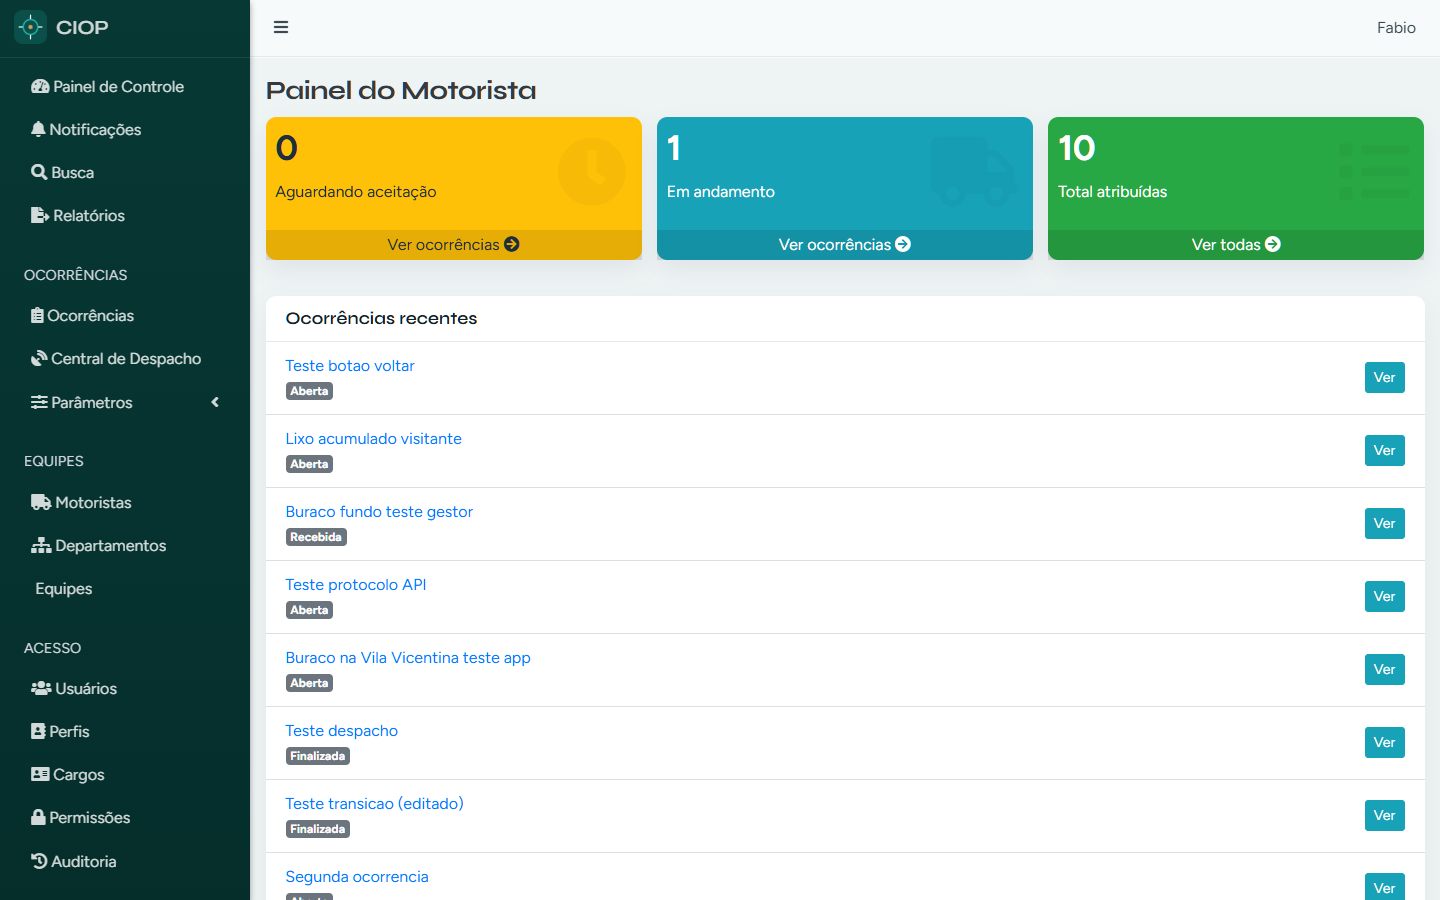 CIOP
Fabio
Painel de Controle
Notificações
Busca
Relatórios
OCORRÊNCIAS
Ocorrências
Central de Despacho
Parâmetros
EQUIPES
Motoristas
Departamentos
Equipes
ACESSO
Usuários
Perfis
Cargos
Permissões
Auditoria
Painel do Motorista
0
Aguardando aceitação
Ver ocorrências
1
Em andamento
Ver ocorrências
10
Total atribuídas
Ver todas
Ocorrências recentes
Teste botao voltar
Aberta
Ver
Lixo acumulado visitante
Aberta
Ver
Buraco fundo teste gestor
Recebida
Ver
Teste protocolo API
Aberta
Ver
Buraco na Vila Vicentina teste app
Aberta
Ver
Teste despacho
Finalizada
Ver
Teste transicao (editado)
Finalizada
Ver
Segunda ocorrencia
Ver